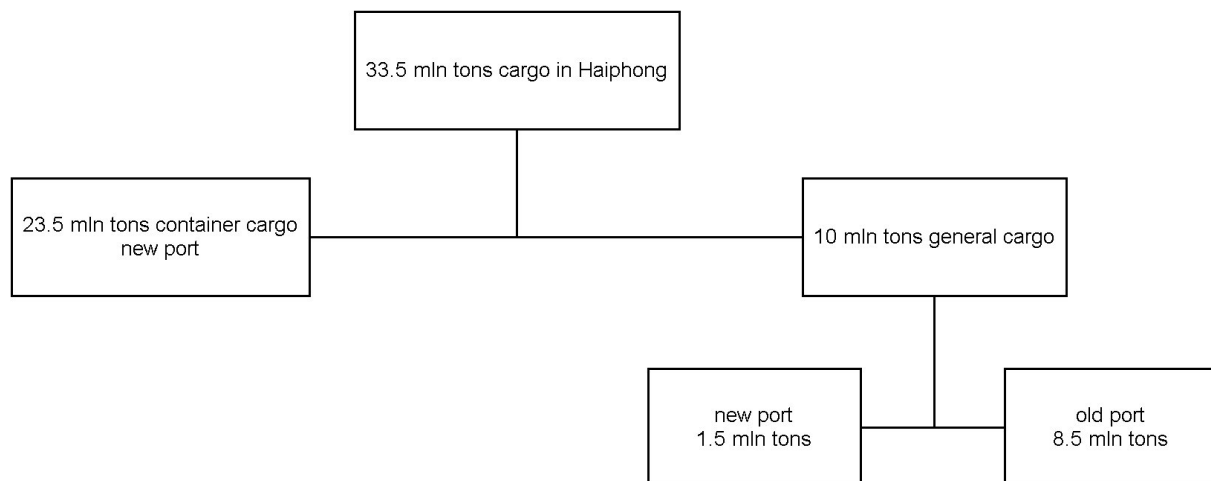 33.5 mln tons cargo in Haiphong
23.5 mln tons container cargo
new port
10 mln tons general cargo
new port
1.5 mln tons
old port
8.5 mln tons